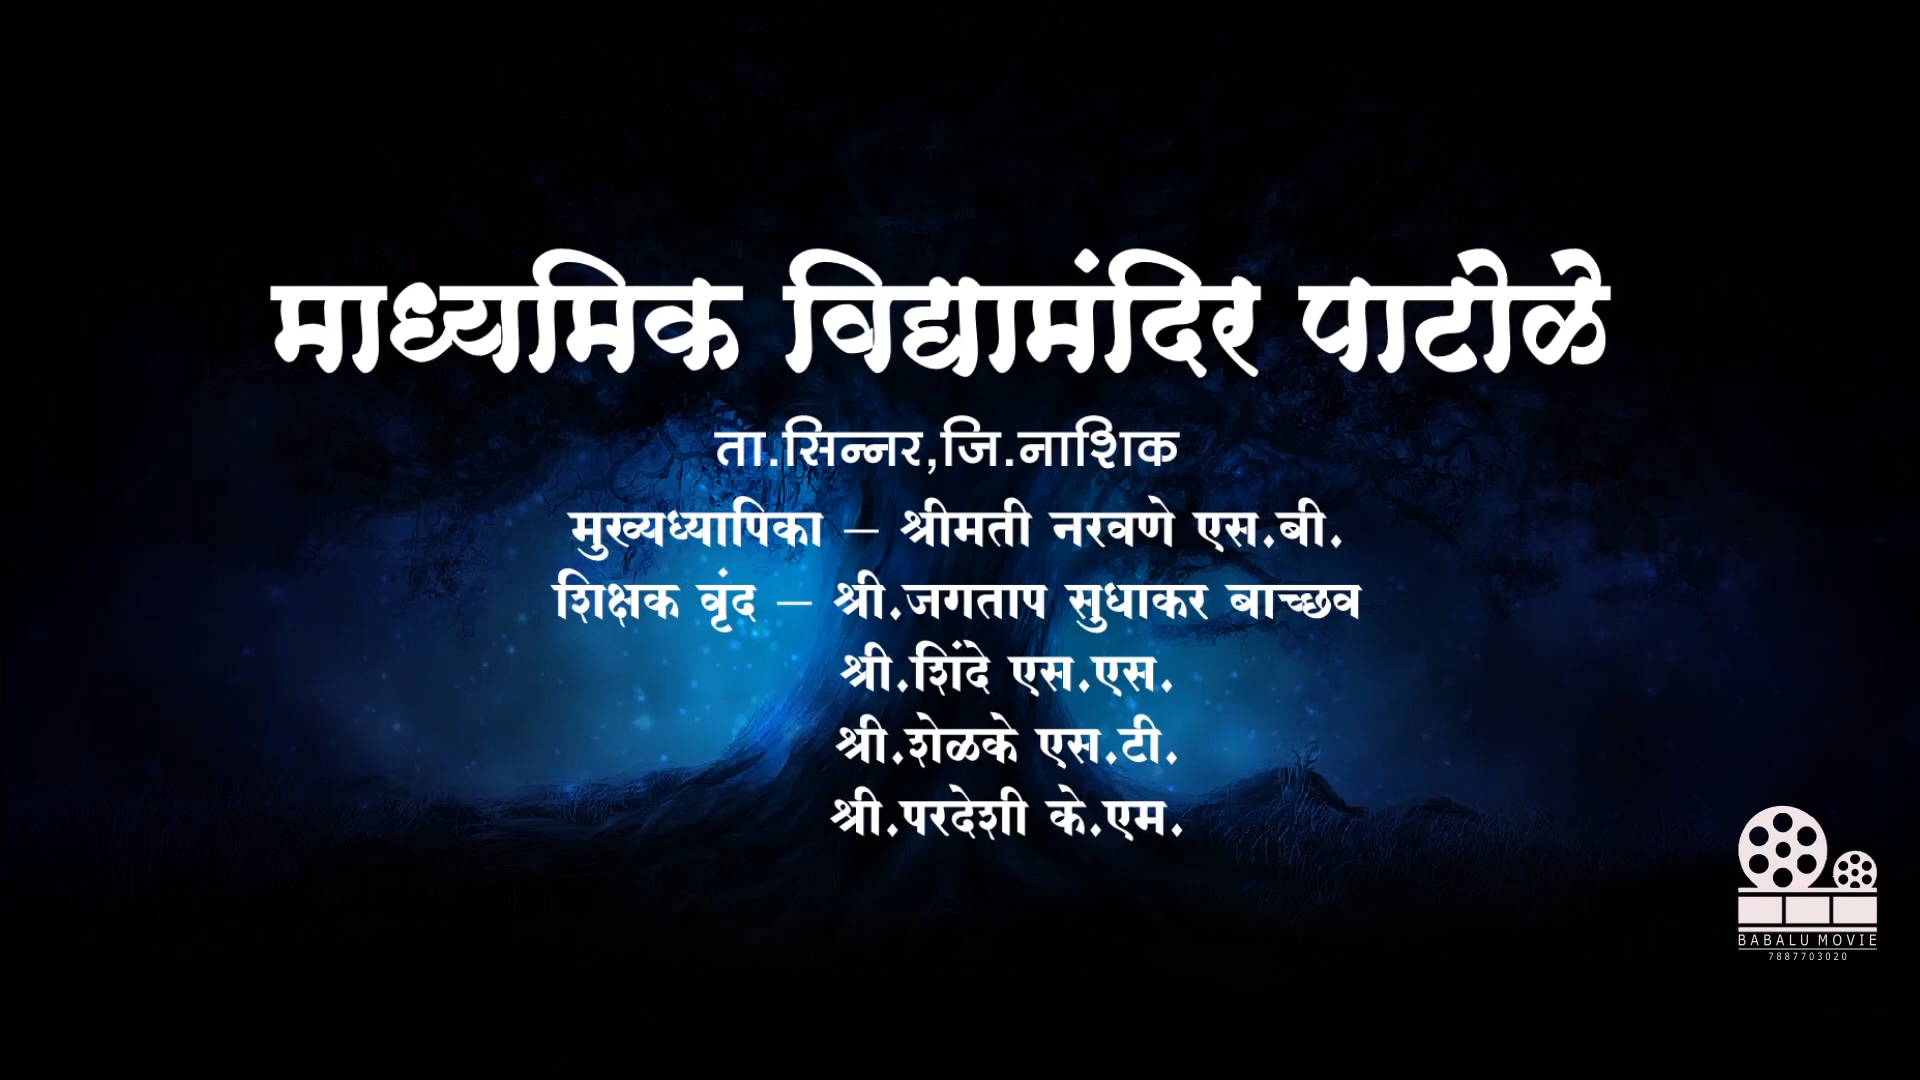 माध्यमिक विद्यामंदिर पाटोळे
ता.सिन्नर,जि.नाशिक
मुख्यध्यापिका – श्रीमती नरवणे एस.बी.
शिक्षक वृंद – श्री.जगताप सुधाकर बाच्छव
श्री.शिंदे एस.एस.
श्री.शेळके एस.टी.
श्री.परदेशी के.एम.
BABALU MOVIE
7887703020